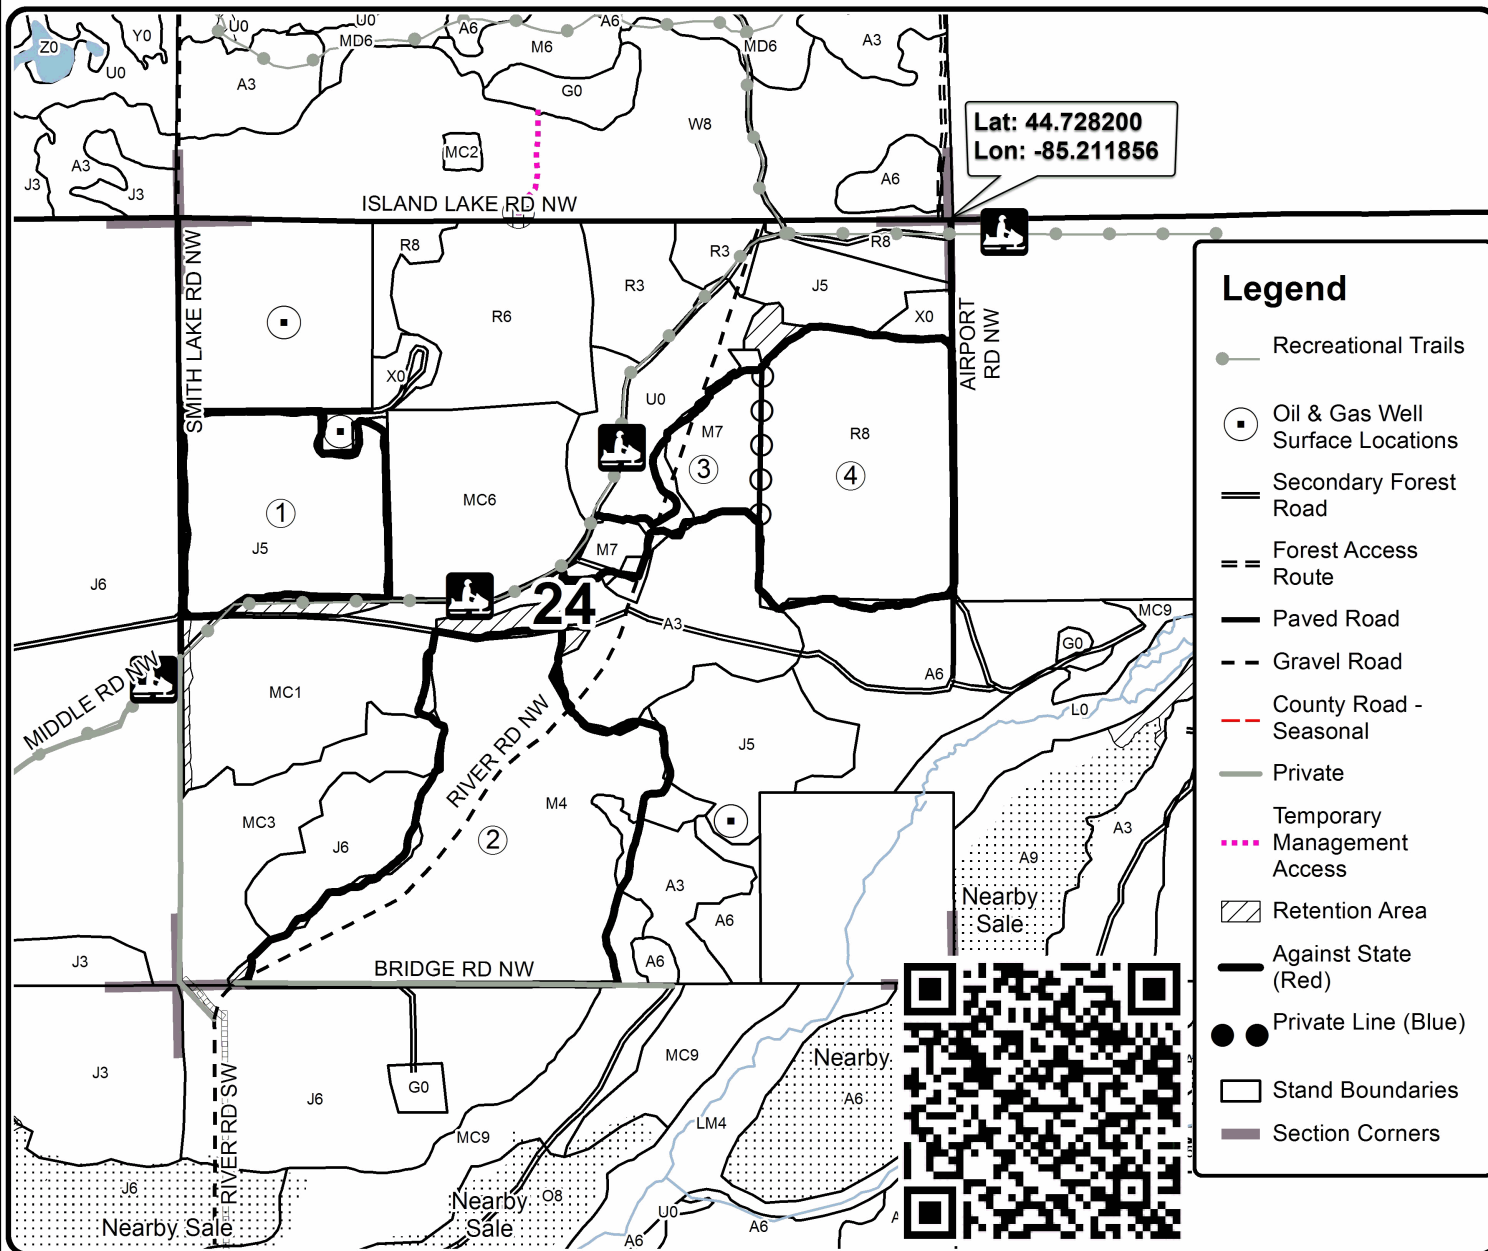 Z0
Y0
U0
U0
U0
MD6
A6
M6
A6
MD6
A3
A3
G0
W8
MC2
A3
J3
J3
A6
Lat: 44.728200
Lon: -85.211856
ISLAND LAKE RD NW
SMITH LAKE RD NW
R8
R3
R3
R8
J5
R6
X0
X0
AIRPORT
RD NW
U0
M7
R8
3
4
MC6
1
J5
M7
J6
24
A3
MC9
G0
A6
L0
MIDDLE RD NW
MC1
RIVER RD NW
J5
M4
MC3
J6
2
A3
A9
Nearby
Sale
A3
A6
A6
J3
BRIDGE RD NW
J3
J6
G0
MC9
Nearby
A6
MC9
LM4
RIVER RD SW
J6
Nearby Sale
Nearby
Sale
O8
U0
A6
A6
Legend
Recreational Trails
Oil & Gas Well
Surface Locations
Secondary Forest
Road
Forest Access
Route
Paved Road
Gravel Road
County Road -
Seasonal
Private
Temporary
Management
Access
Retention Area
Against State
(Red)
Private Line (Blue)
Stand Boundaries
Section Corners